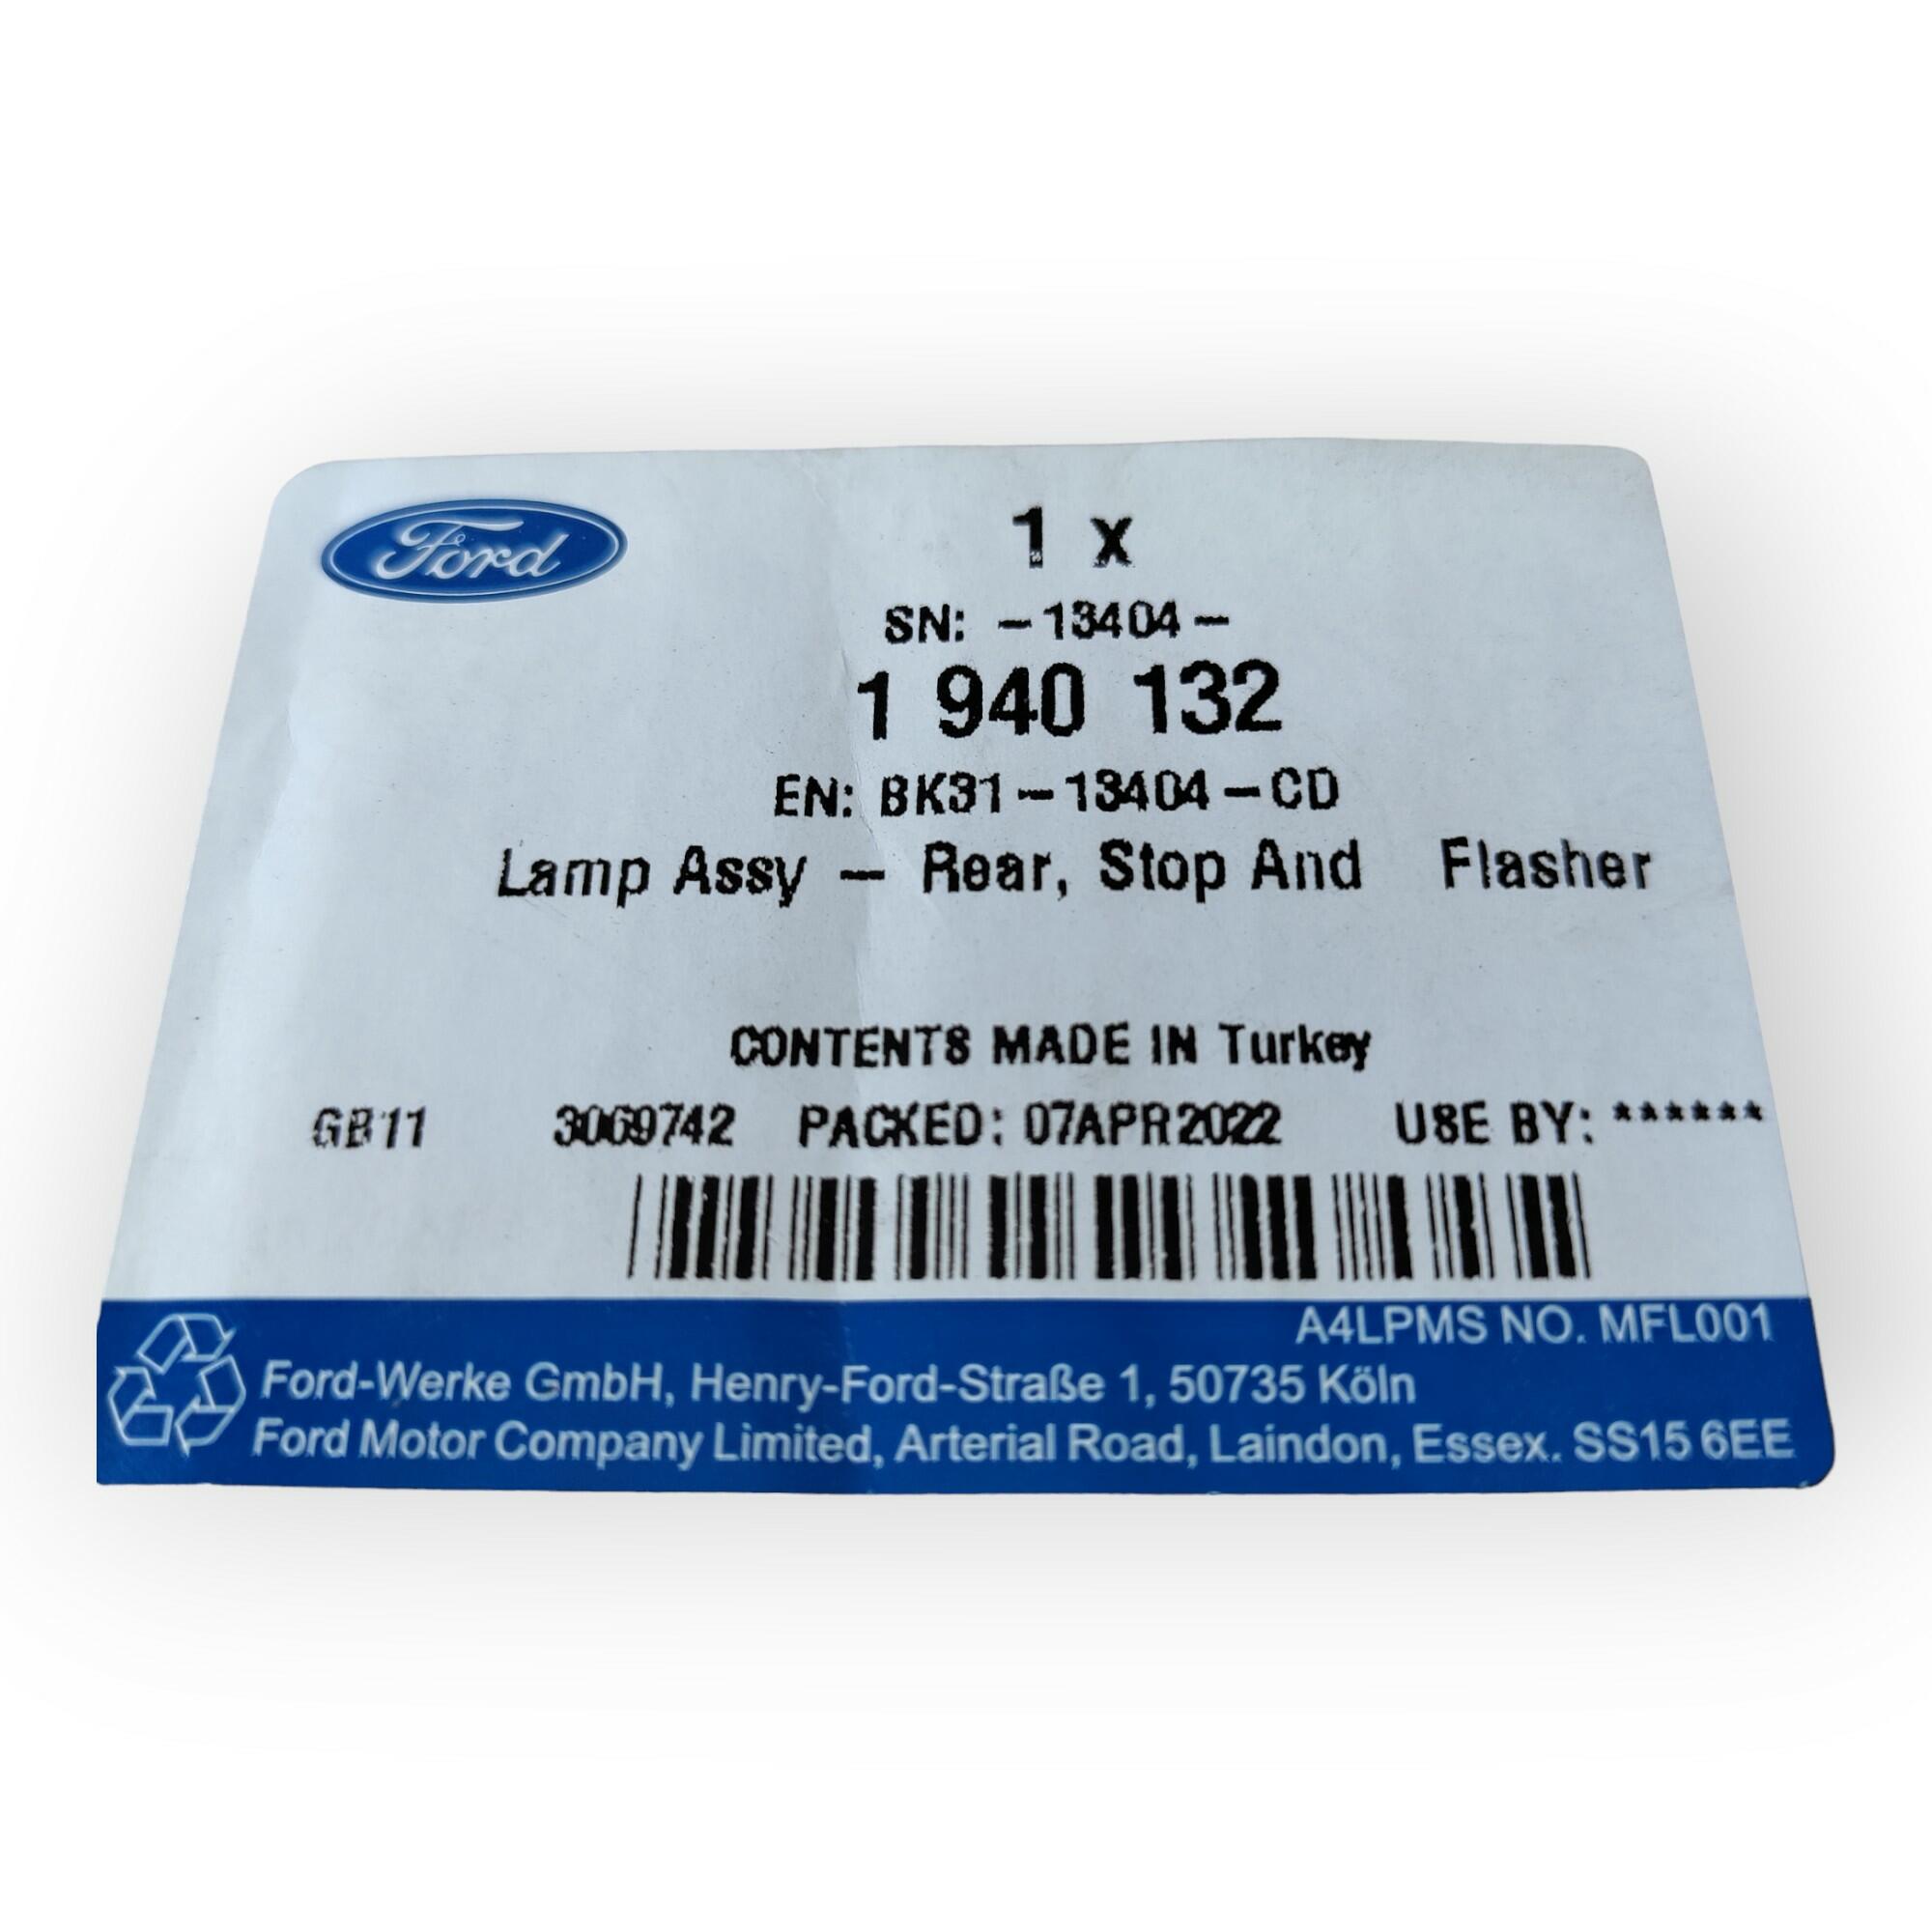 Ford
1 x
SN: -13404-
1 940 132
EN: BK31-13404-CD
Lamp Assy - Rear, Stop And Flasher
CONTENTS MADE IN Turkey
GB11 3069742 PACKED: 07APR2022 USE BY: ******
A4LPMS NO. MFL001
Ford-Werke GmbH, Henry-Ford-Straße 1, 50735 Köln
Ford Motor Company Limited, Arterial Road, Laindon, Essex. SS15 6EE